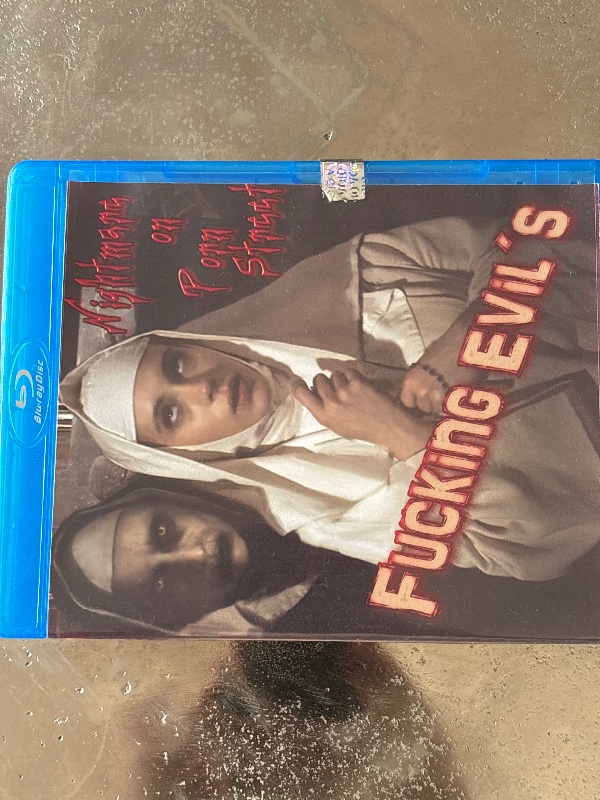 Blu-ray Disc
Nightmare
on
Porn
Street
Fucking Evil´s